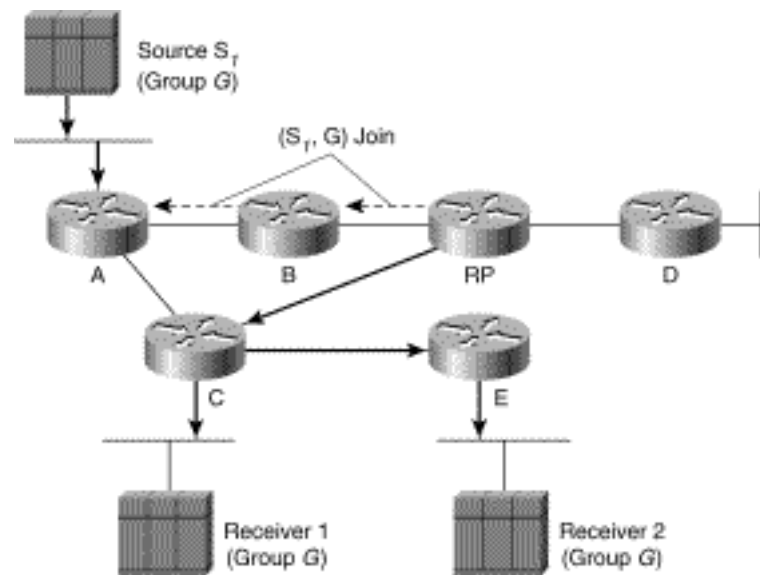 Source S1
(Group G)
(S1, G) Join
A
B
RP
D
C
E
Receiver 1
(Group G)
Receiver 2
(Group G)